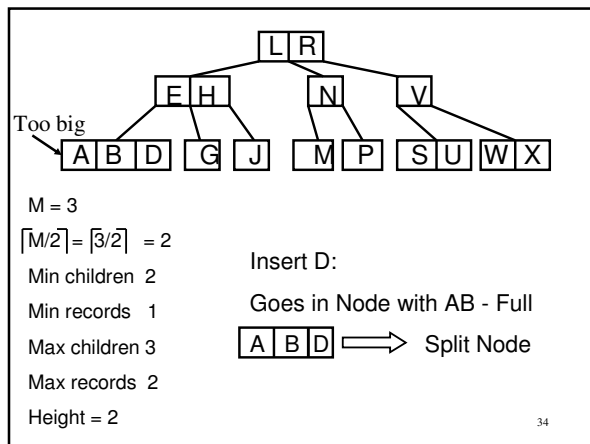 L R
E H N V
Too big
A B D G J M P S U W X
M = 3
⌈M/2⌉ = ⌈3/2⌉ = 2
Min children 2
Min records 1
Max children 3
Max records 2
Height = 2
Insert D:
Goes in Node with AB - Full
A B D Split Node
34